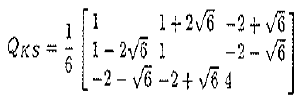 Q_{KS} = \frac{1}{6} \begin{bmatrix} 1 & 1+2\sqrt{6} & -2+\sqrt{6} \\ 1-2\sqrt{6} & 1 & -2-\sqrt{6} \\ -2-\sqrt{6} & -2+\sqrt{6} & 4 \end{bmatrix}